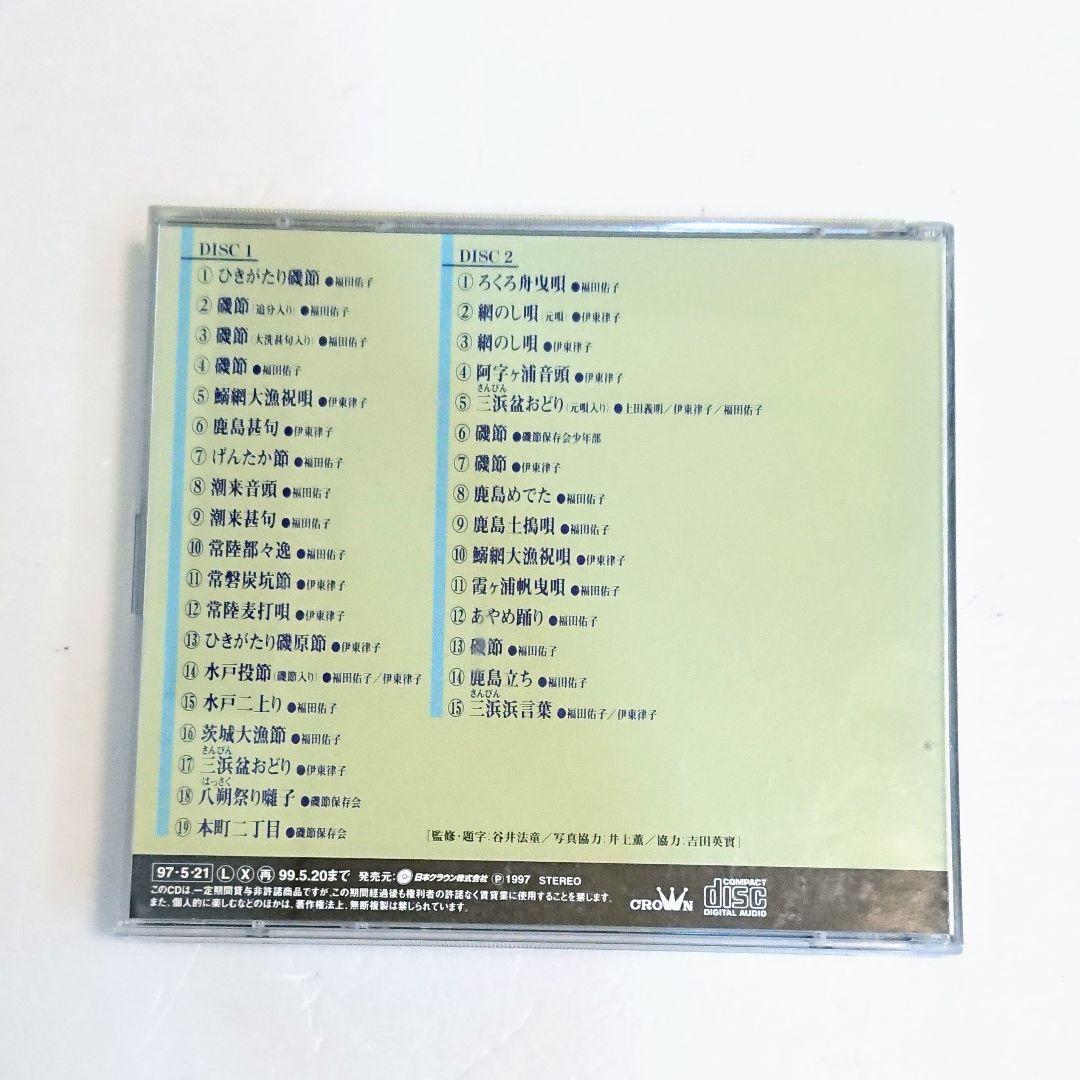 DISC 1
① ひきがたり磯節 ●福田佑子
② 磯節(追分入り) ●福田佑子
③ 磯節(大洗甚句入り) ●福田佑子
④ 磯節 ●福田佑子
⑤ 鰯網大漁祝唄 ●伊東律子
⑥ 鹿島甚句 ●伊東律子
⑦ げんたか節 ●福田佑子
⑧ 潮来音頭 ●福田佑子
⑨ 潮来甚句 ●福田佑子
⑩ 常陸都々逸 ●福田佑子
⑪ 常磐炭坑節 ●伊東律子
⑫ 常陸麦打唄 ●伊東律子
⑬ ひきがたり磯原節 ●伊東律子
⑭ 水戸投節(磯節入り) ●福田佑子/伊東律子
⑮ 水戸二上り ●福田佑子
⑯ 茨城大漁節 ●福田佑子
さんぴん
⑰ 三浜盆おどり ●伊東律子
はっさく
⑱ 八朔祭り囃子 ●磯節保存会
⑲ 本町二丁目 ●磯節保存会
DISC 2
① ろくろ舟曳唄 ●福田佑子
② 網のし唄(元唄) ●伊東律子
③ 網のし唄 ●伊東律子
④ 阿字ヶ浦音頭 ●伊東律子
さんぴん
⑤ 三浜盆おどり(元唄入り) ●上田義明/伊東律子/福田佑子
⑥ 磯節 ●磯節保存会少年部
⑦ 磯節 ●伊東律子
⑧ 鹿島めでた ●福田佑子
⑨ 鹿島土搗唄 ●福田佑子
⑩ 鰯網大漁祝唄 ●伊東律子
⑪ 霞ヶ浦帆曳唄 ●福田佑子
⑫ あやめ踊り ●福田佑子
⑬ 磯節 ●福田佑子
⑭ 鹿島立ち ●福田佑子
さんぴん
⑮ 三浜浜言葉 ●福田佑子/伊東律子
[監修・題字:谷井法童/写真協力:井上薫/協力:吉田英實]
97・5・21 Ⓛ Ⓧ 再 99.5.20まで 発売元:日本クラウン株式会社 Ⓟ1997 STEREO
このCDは、一定期間貸与非許諾商品ですが、この期間経過後も権利者の許諾なく賃貸業に使用することを禁じます。
また、個人的に楽しむなどのほかは、著作権法上、無断複製は禁じられています。
CROWN
COMPACT
disc
DIGITAL AUDIO